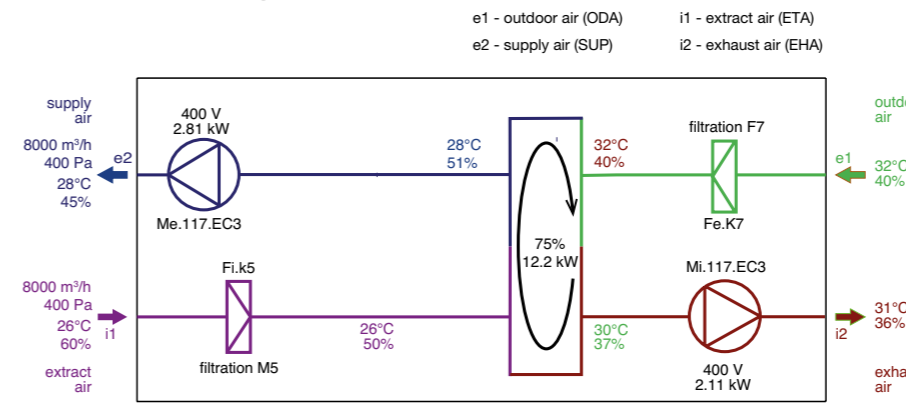 e1 - outdoor air (ODA)
i1 - extract air (ETA)
e2 - supply air (SUP)
i2 - exhaust air (EHA)
supply
air
8000 m³/h
400 Pa
28°C
45%
e2
400 V
2.81 kW
Me.117.EC3
28°C
51%
32°C
40%
filtration F7
Fe.K7
e1
air
32°C
40%
75%
12.2 kW
8000 m³/h
400 Pa
26°C
60%
i1
extract
air
Fi.k5
filtration M5
26°C
50%
30°C
37%
Mi.117.EC3
400 V
2.11 kW
i2
31°C
36%
air